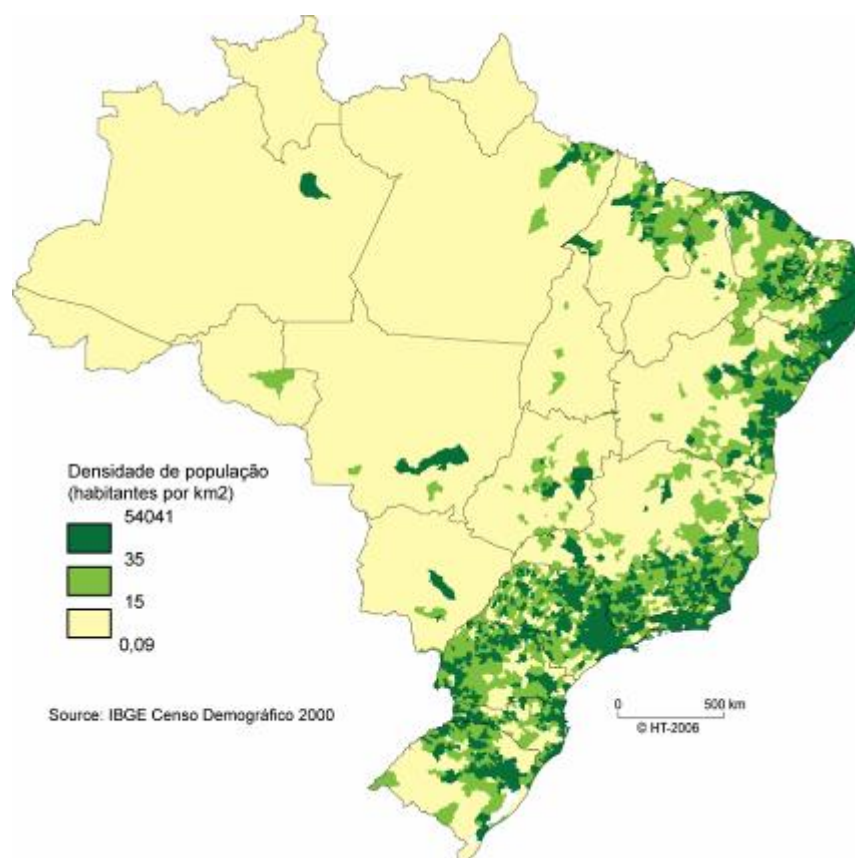 Densidade de população
(habitantes por km2)
54041
35
15
0,09
Source: IBGE Censo Demográfico 2000
0 500 km
© HT-2006